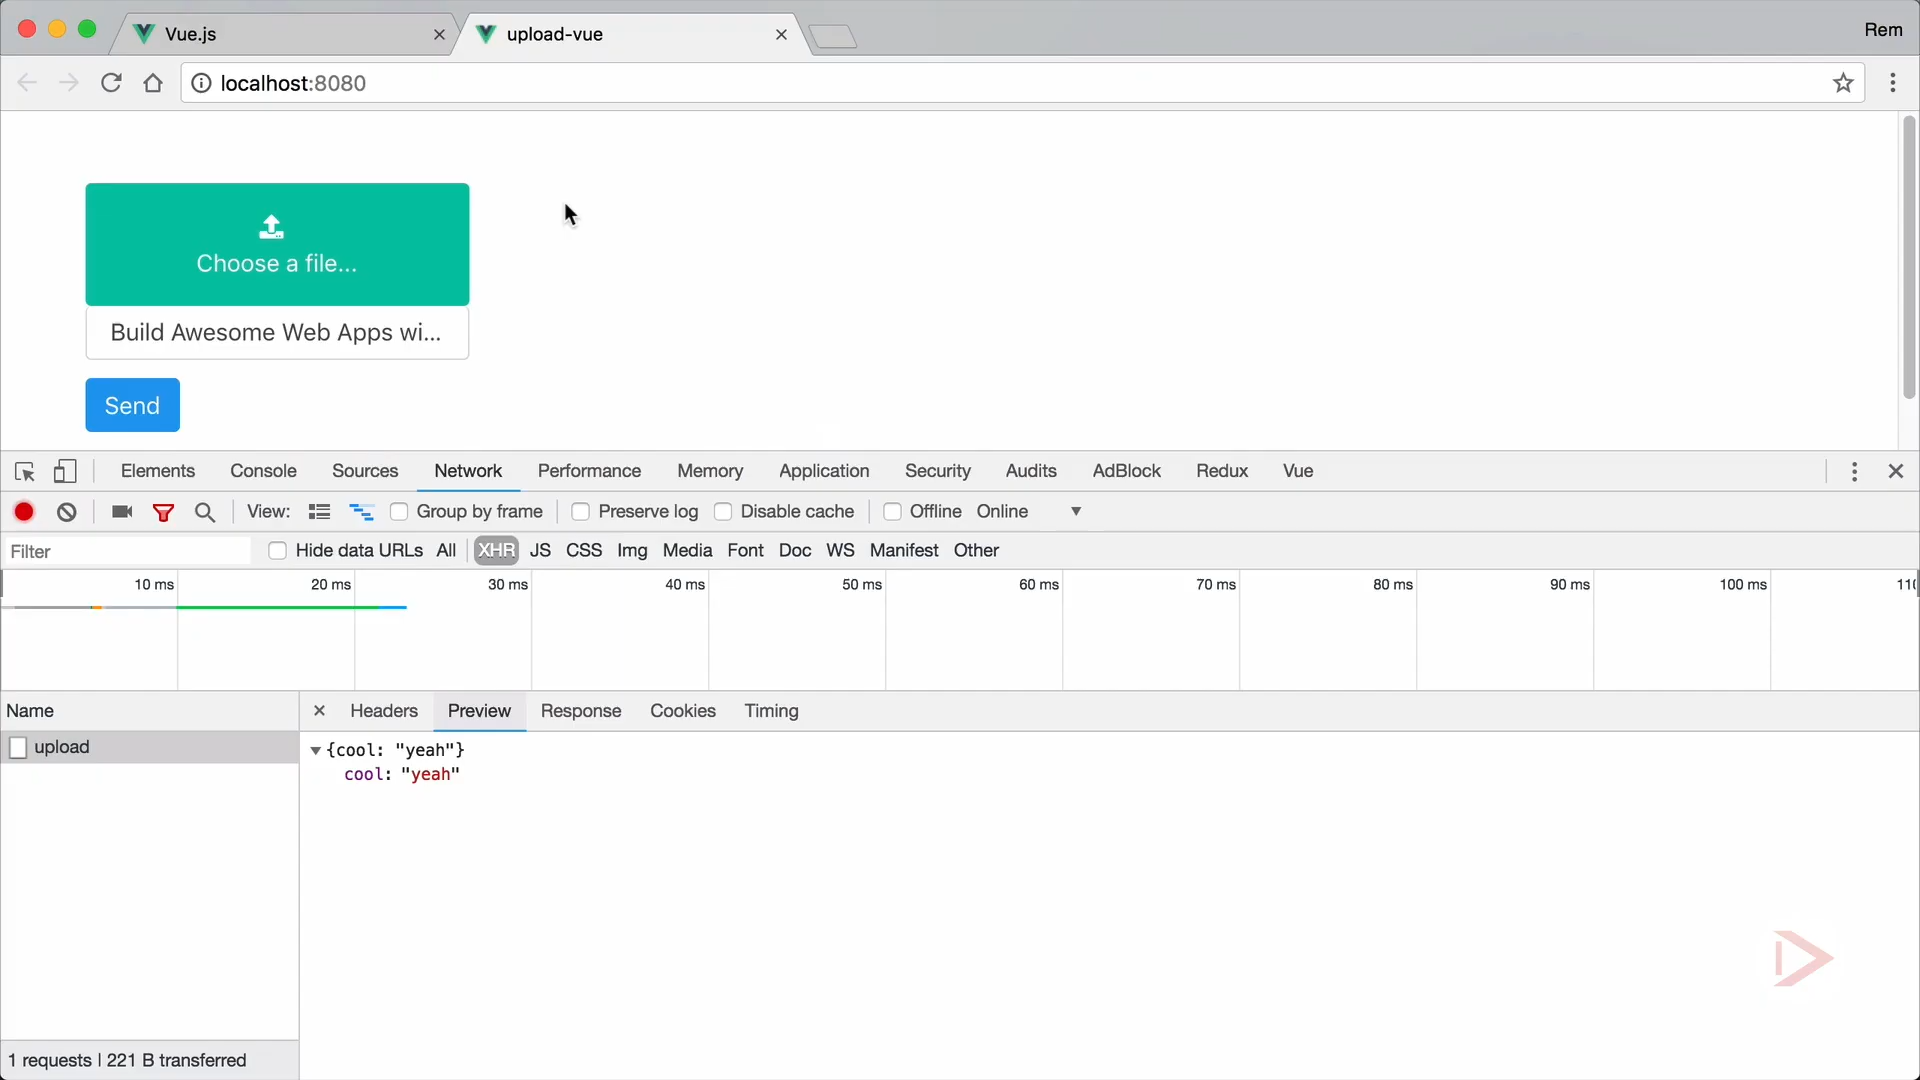 Vue.js
upload-vue
Rem
localhost:8080
Choose a file...
Build Awesome Web Apps wi...
Send
Elements Console Sources Network Performance Memory Application Security Audits AdBlock Redux Vue
View: Group by frame Preserve log Disable cache Offline Online
Filter Hide data URLs All XHR JS CSS Img Media Font Doc WS Manifest Other
10 ms 20 ms 30 ms 40 ms 50 ms 60 ms 70 ms 80 ms 90 ms 100 ms 110
Name Headers Preview Response Cookies Timing
upload
{cool: "yeah"}
cool: "yeah"
1 requests | 221 B transferred